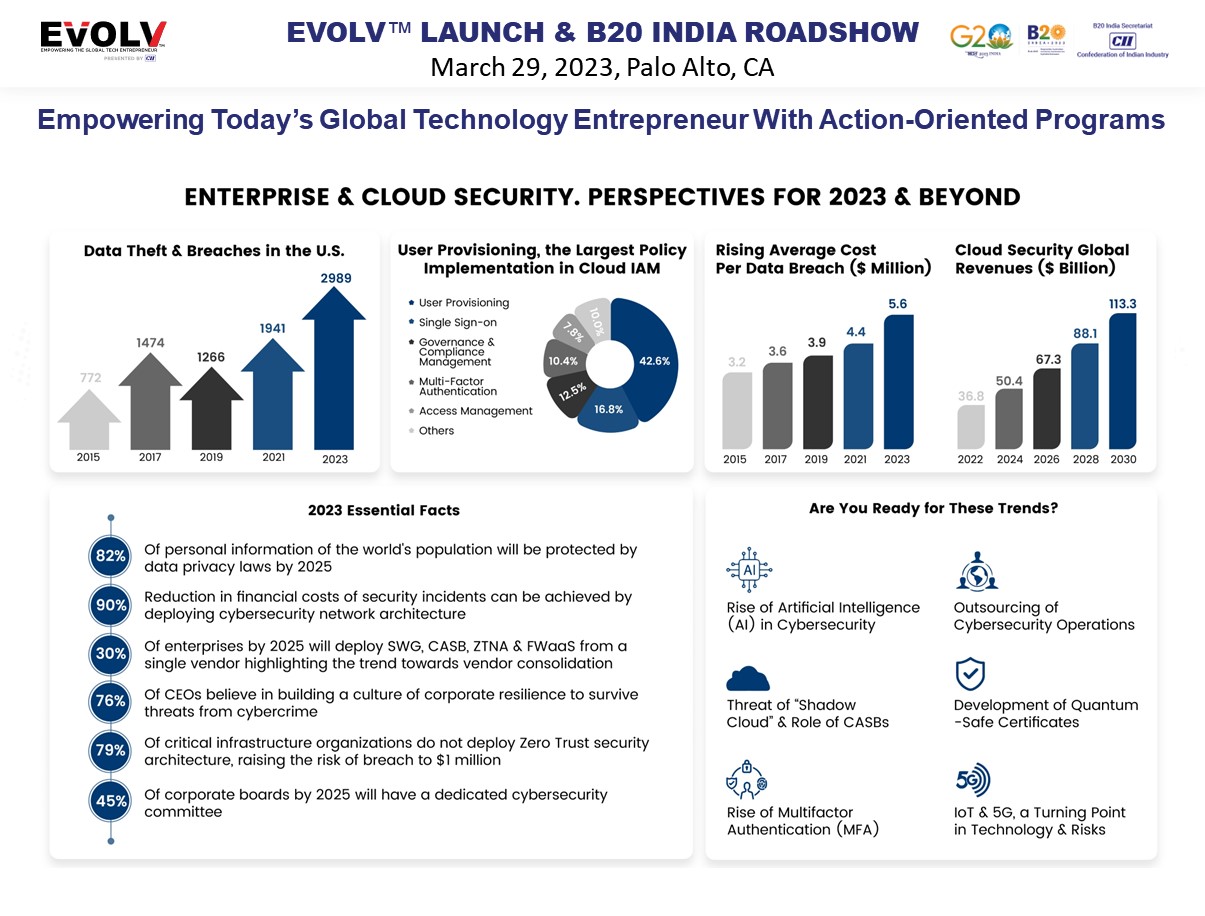 EVOLV™
EMPOWERING THE GLOBAL TECH ENTREPRENEUR
PRESENTED BY CII
EVOLV™ LAUNCH & B20 INDIA ROADSHOW
March 29, 2023, Palo Alto, CA
G20
B20
B20 India Secretariat
CII
Confederation of Indian Industry
Empowering Today's Global Technology Entrepreneur With Action-Oriented Programs
ENTERPRISE & CLOUD SECURITY. PERSPECTIVES FOR 2023 & BEYOND
Data Theft & Breaches in the U.S.
772
1474
1266
1941
2989
2015
2017
2019
2021
2023
User Provisioning, the Largest Policy
Implementation in Cloud IAM
User Provisioning
Single Sign-on
Governance &
Compliance
Management
Multi-Factor
Authentication
Access Management
Others
42.6%
16.8%
12.5%
10.4%
7.8%
10.0%
Rising Average Cost
Per Data Breach ($ Million)
3.2
3.6
3.9
4.4
5.6
2015
2017
2019
2021
2023
Cloud Security Global
Revenues ($ Billion)
36.8
50.4
67.3
88.1
113.3
2022
2024
2026
2028
2030
2023 Essential Facts
82%
Of personal information of the world's population will be protected by
data privacy laws by 2025
90%
Reduction in financial costs of security incidents can be achieved by
deploying cybersecurity network architecture
30%
Of enterprises by 2025 will deploy SWG, CASB, ZTNA & FWaaS from a
single vendor highlighting the trend towards vendor consolidation
76%
Of CEOs believe in building a culture of corporate resilience to survive
threats from cybercrime
79%
Of critical infrastructure organizations do not deploy Zero Trust security
architecture, raising the risk of breach to $1 million
45%
Of corporate boards by 2025 will have a dedicated cybersecurity
committee
Are You Ready for These Trends?
AI
Rise of Artificial Intelligence
(AI) in Cybersecurity
Outsourcing of
Cybersecurity Operations
Threat of "Shadow
Cloud" & Role of CASBs
Development of Quantum
-Safe Certificates
Rise of Multifactor
Authentication (MFA)
5G
IoT & 5G, a Turning Point
in Technology & Risks